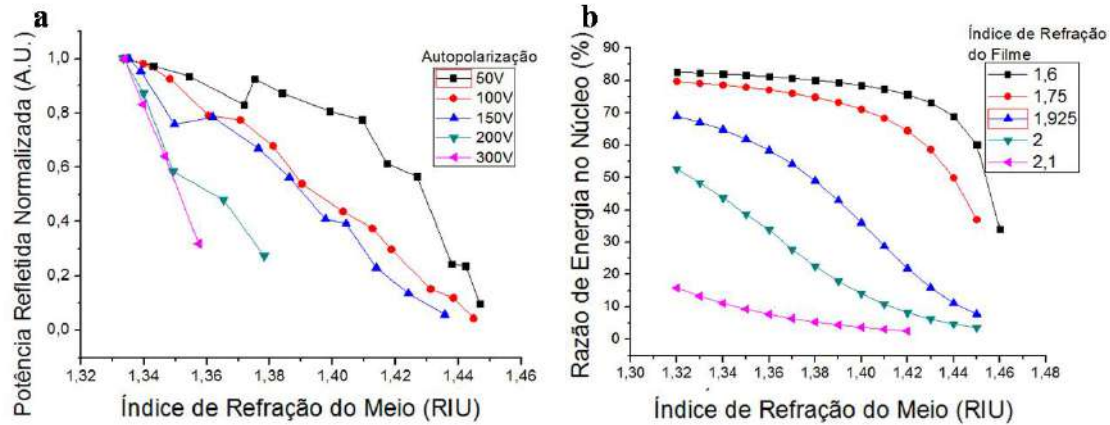 a
Potência Refletida Normalizada (A.U.)
1,0
0,8
0,6
0,4
0,2
0,0
Autopolarização
50V
100V
150V
200V
300V
1,32 1,34 1,36 1,38 1,40 1,42 1,44 1,46
Índice de Refração do Meio (RIU)
b
Razão de Energia no Núcleo (%)
90
80
70
60
50
40
30
20
10
0
Índice de Refração
do Filme
1,6
1,75
1,925
2
2,1
1,30 1,32 1,34 1,36 1,38 1,40 1,42 1,44 1,46 1,48
Índice de Refração do Meio (RIU)